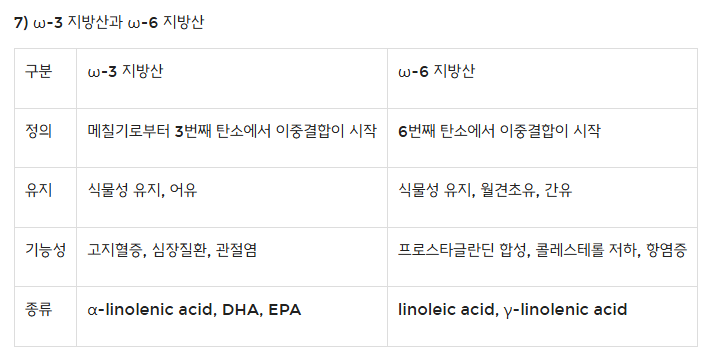 7) ω-3 지방산과 ω-6 지방산
구분 ω-3 지방산 ω-6 지방산
정의 메칠기로부터 3번째 탄소에서 이중결합이 시작 6번째 탄소에서 이중결합이 시작
유지 식물성 유지, 어유 식물성 유지, 월견초유, 간유
기능성 고지혈증, 심장질환, 관절염 프로스타글란딘 합성, 콜레스테롤 저하, 항염증
종류 α-linolenic acid, DHA, EPA linoleic acid, γ-linolenic acid